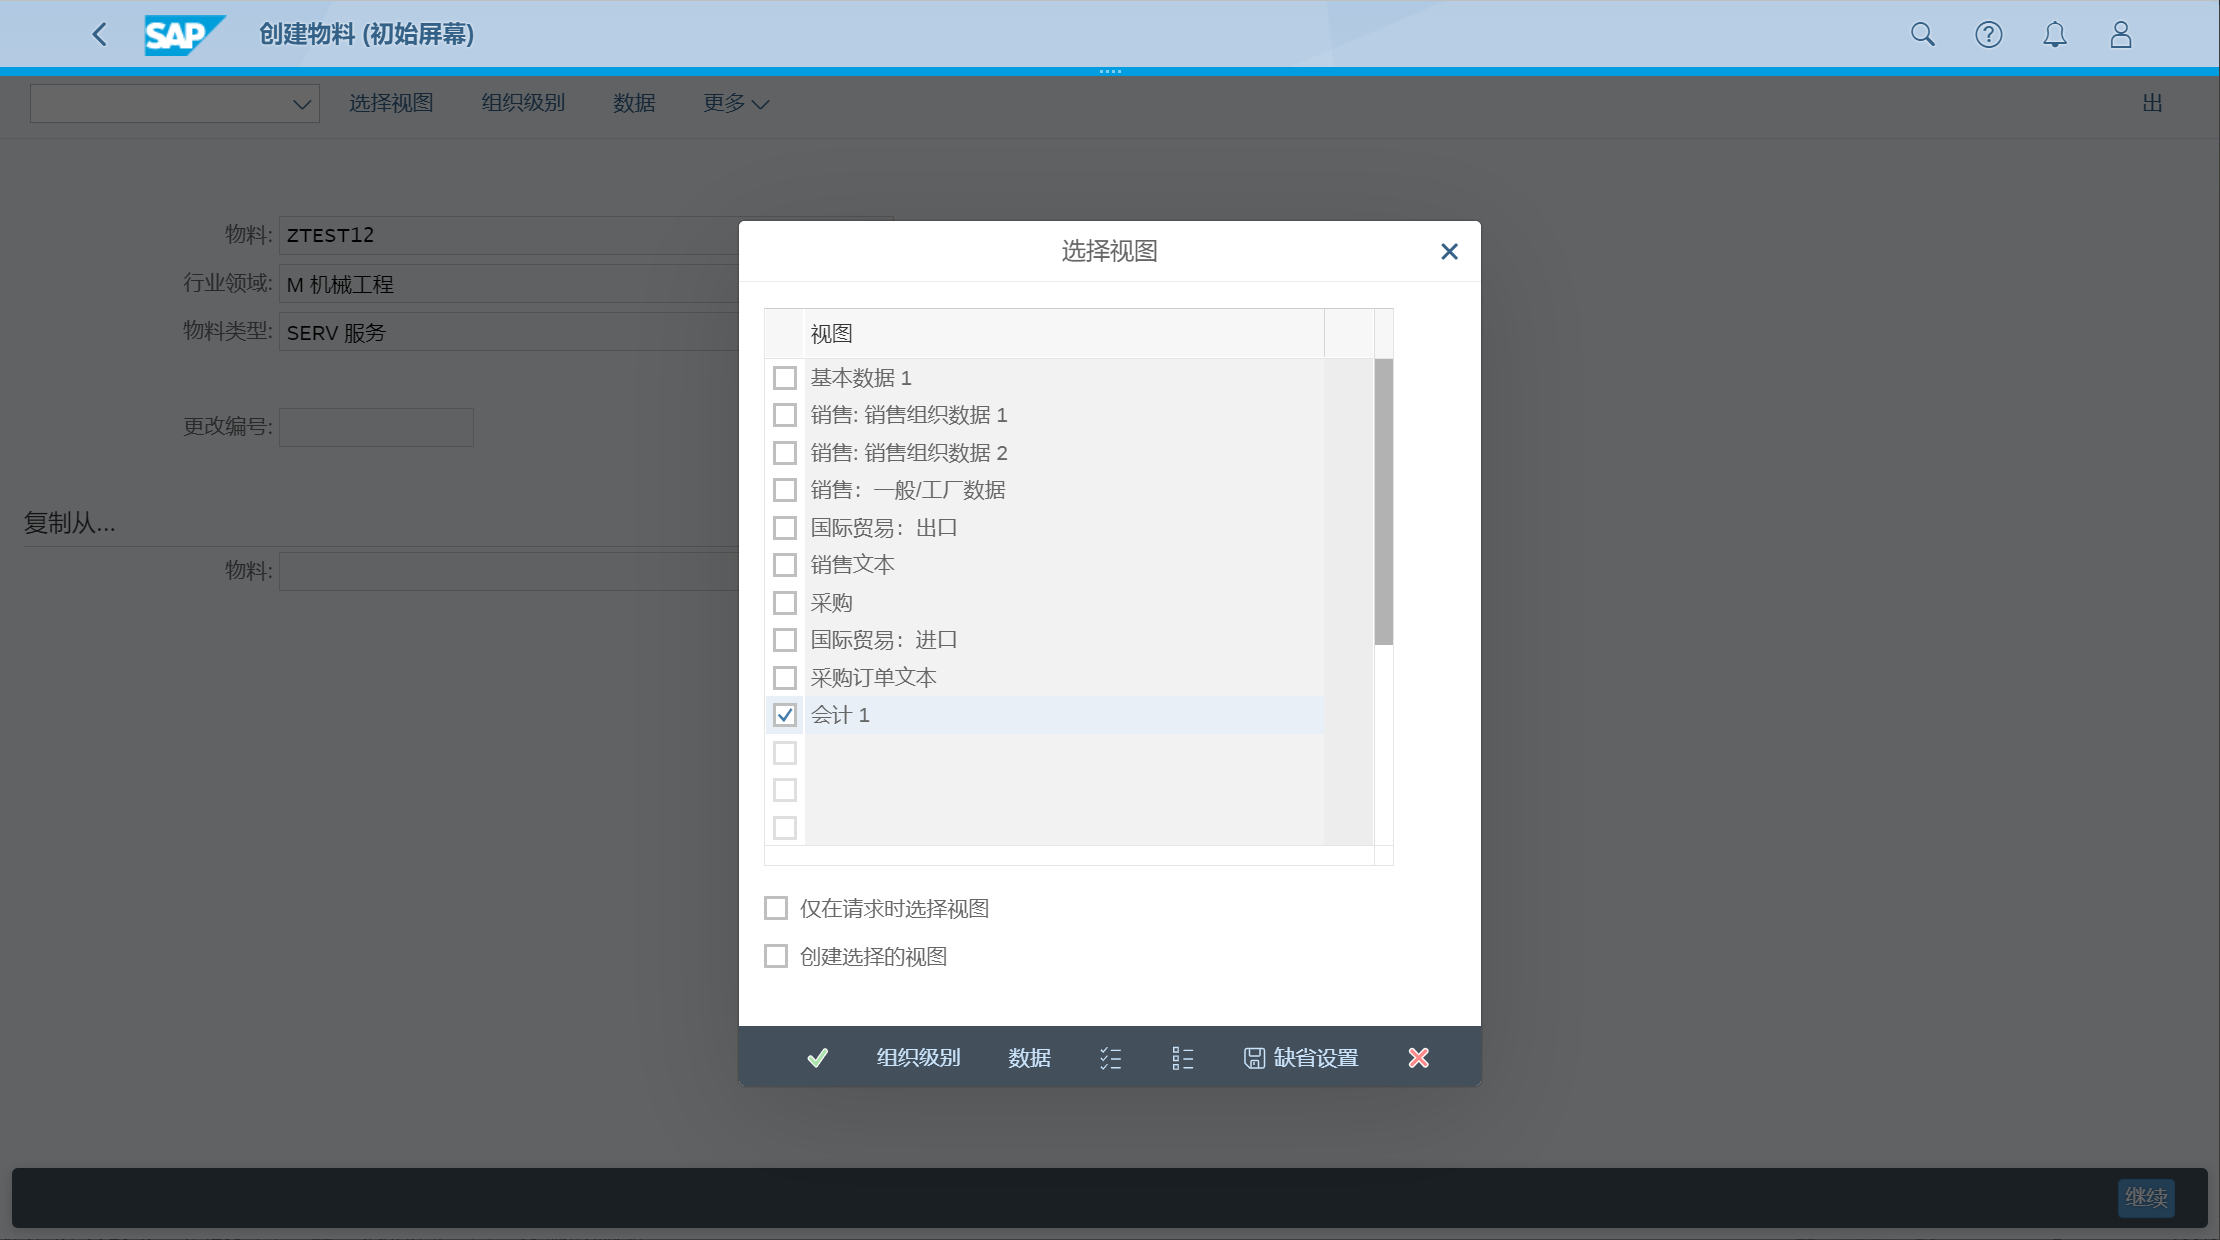 SAP 创建物料 (初始屏幕)
选择视图 组织级别 数据 更多 出
物料: ZTEST12
行业领域: M 机械工程
物料类型: SERV 服务
更改编号:
复制从...
物料:
选择视图
视图
基本数据 1
销售: 销售组织数据 1
销售: 销售组织数据 2
销售：一般/工厂数据
国际贸易：出口
销售文本
采购
国际贸易：进口
采购订单文本
会计 1
仅在请求时选择视图
创建选择的视图
组织级别 数据 缺省设置
继续